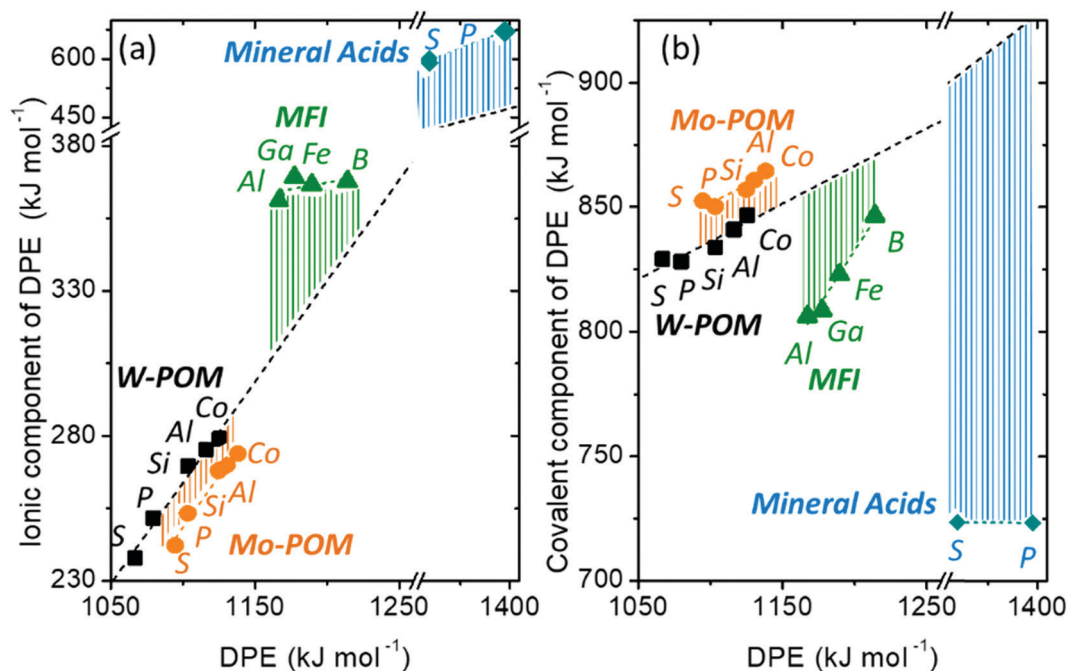 (a)
S P
Mineral Acids
MFI
Ga Fe B
Al
W-POM
Co
Al
Si
P
S
Co
Al
Si
P
S
Mo-POM
600
450
380
330
280
230
1050 1150 1250 1400
Ionic component of DPE (kJ mol⁻¹)
DPE (kJ mol⁻¹)
(b)
Mo-POM
Al
S P Si Co
Co
Al
Si
S P
W-POM
B
Fe
Ga
Al
MFI
Mineral Acids
S P
900
850
800
750
700
1050 1150 1250 1400
Covalent component of DPE (kJ mol⁻¹)
DPE (kJ mol⁻¹)